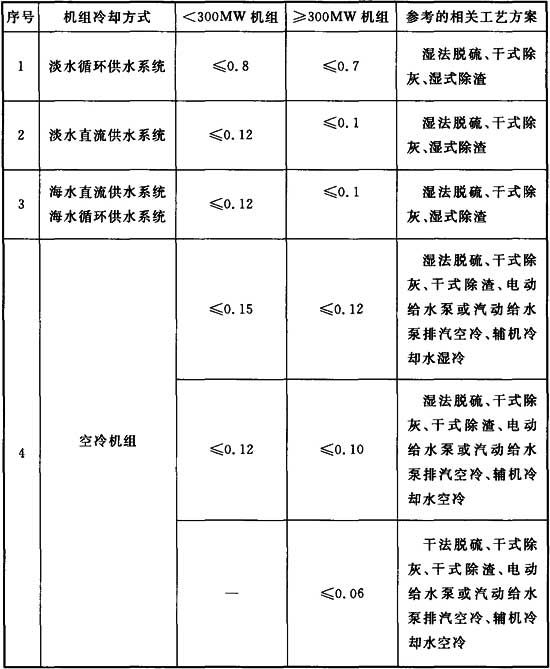 序号 机组冷却方式 <300MW 机组 ≥300MW 机组 参考的相关工艺方案
1 淡水循环供水系统 ≤0.8 ≤0.7 湿法脱硫、干式除
灰、湿式除渣
2 淡水直流供水系统 ≤0.12 ≤0.1 湿法脱硫、干式除
灰、湿式除渣
3 海水直流供水系统
海水循环供水系统 ≤0.12 ≤0.1 湿法脱硫、干式除
灰、湿式除渣
4 空冷机组 ≤0.15 ≤0.12 湿法脱硫、干式除
灰、干式除渣、电动
给水泵或汽动给水
泵排汽空冷、辅机冷
却水湿冷
≤0.12 ≤0.10 湿法脱硫、干式除
灰、干式除渣、电动
给水泵或汽动给水
泵排汽空冷、辅机冷
却水空冷
— ≤0.06 干法脱硫、干式除
灰、干式除渣、电动
给水泵或汽动给水
泵排汽空冷、辅机冷
却水空冷